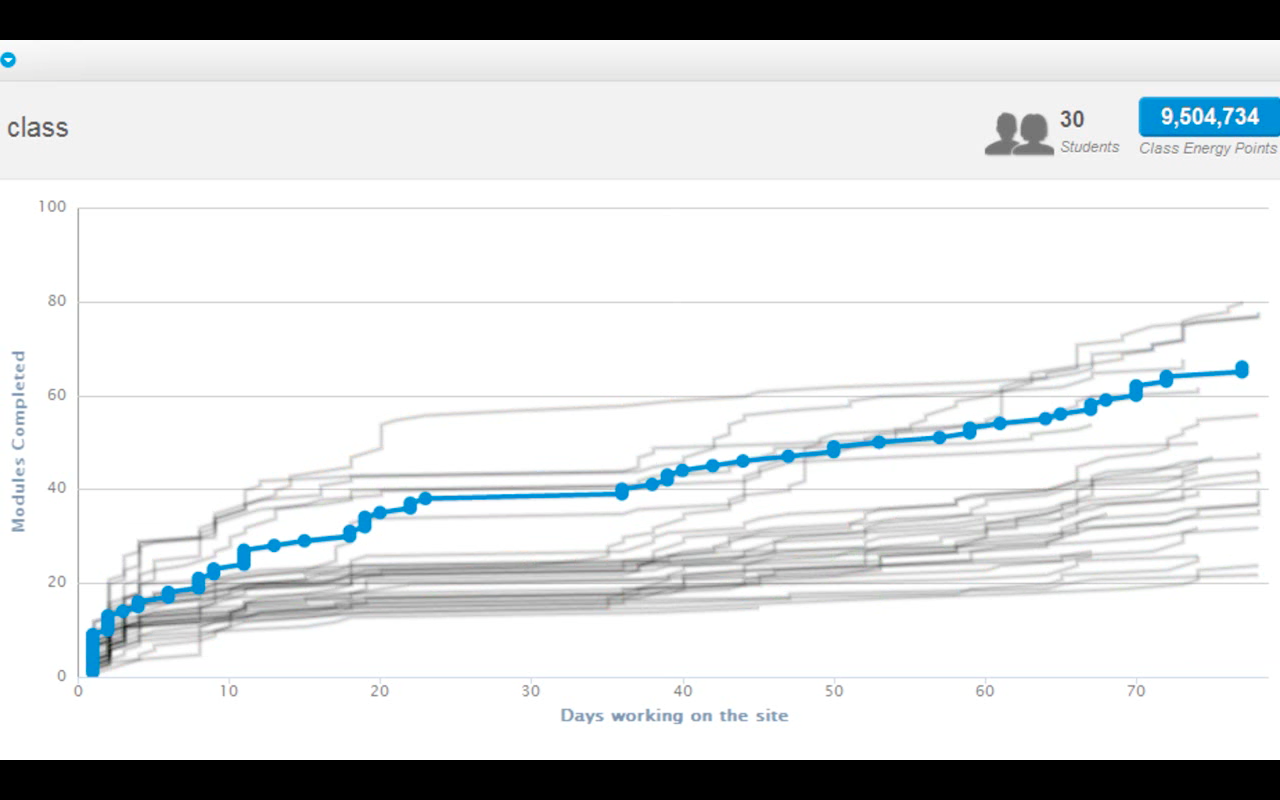 class
30
Students
9,504,734
Class Energy Points
100
80
60
40
20
0
Modules Completed
0 10 20 30 40 50 60 70
Days working on the site